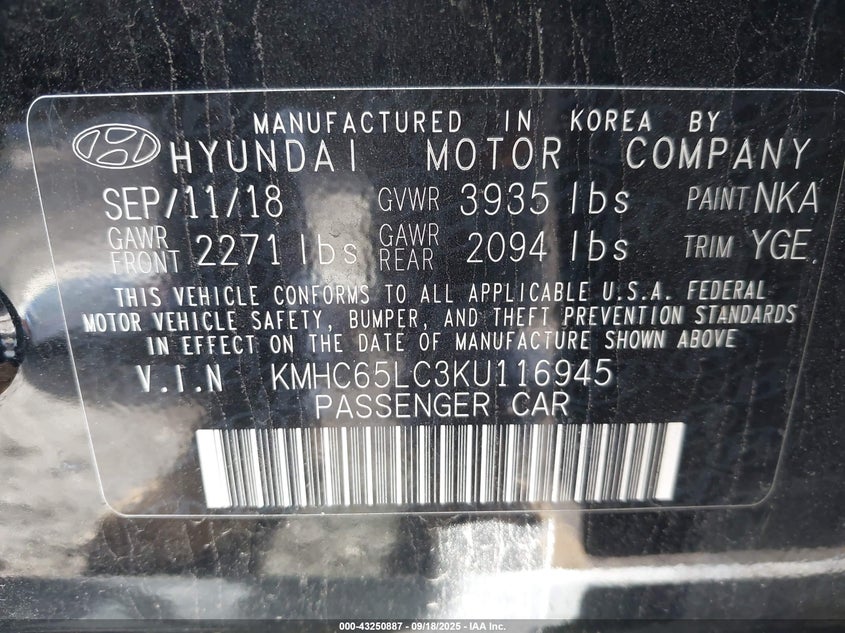 MANUFACTURED IN KOREA BY
HYUNDAI MOTOR COMPANY
SEP/11/18 GVWR 3935 lbs PAINT NKA
GAWR FRONT 2271 lbs GAWR REAR 2094 lbs TRIM YGE
THIS VEHICLE CONFORMS TO ALL APPLICABLE U.S.A. FEDERAL
MOTOR VEHICLE SAFETY, BUMPER, AND THEFT PREVENTION STANDARDS
IN EFFECT ON THE DATE OF MANUFACTURE SHOWN ABOVE
V.I.N KMHC65LC3KU116945
PASSENGER CAR
000-43250887 - 09/18/2025 - IAA Inc.